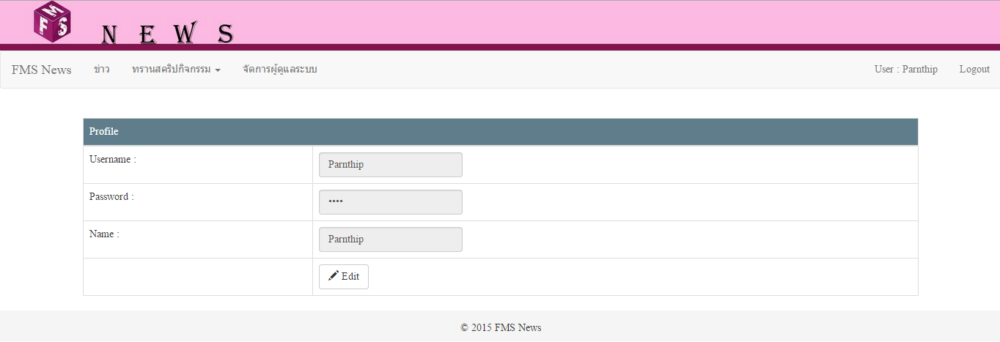 FMS
N E W S
FMS News ข่าว ทรานสคริปกิจกรรม จัดการผู้ดูแลระบบ User : Parnthip Logout
Profile
Username : Parnthip
Password : ••••
Name : Parnthip
Edit
© 2015 FMS News